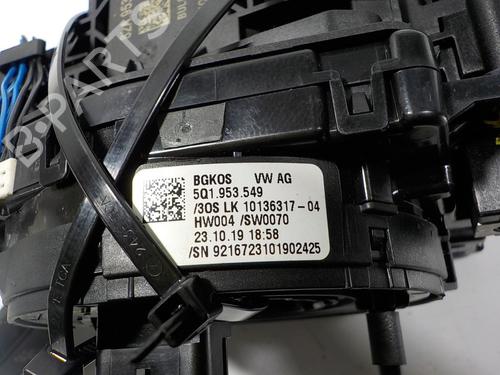 BGKOS VW AG
5Q1.953.549
/3OS LK 10136317-04
HW004 /SW0070
23.10.19 18:58
/SN 9216723101902425
B-PARTS